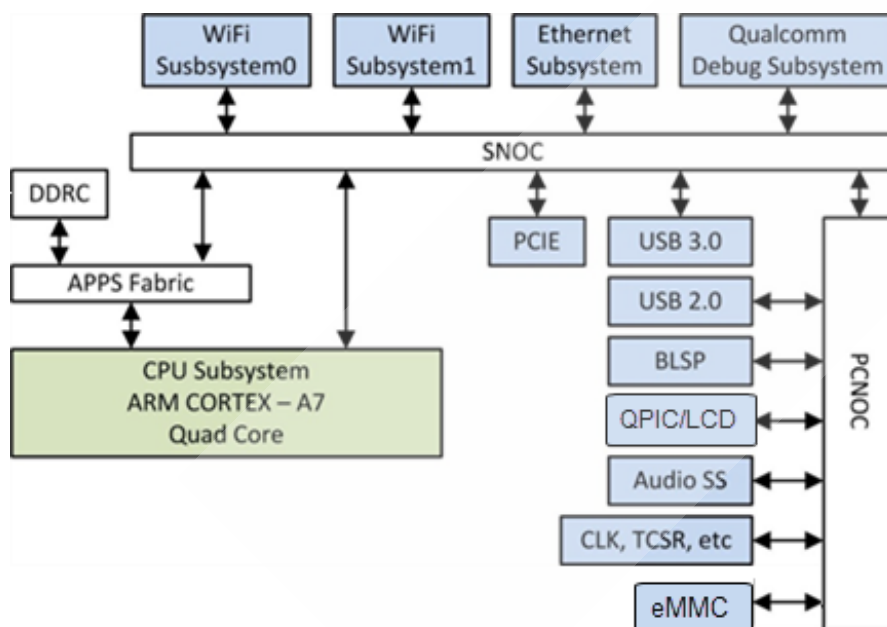 WiFi
Susbsystem0
WiFi
Subsystem1
Ethernet
Subsystem
Qualcomm
Debug Subsystem
SNOC
DDRC
PCIE
USB 3.0
APPS Fabric
USB 2.0
CPU Subsystem
ARM CORTEX – A7
Quad Core
BLSP
PCNOC
QPIC/LCD
Audio SS
CLK, TCSR, etc
eMMC